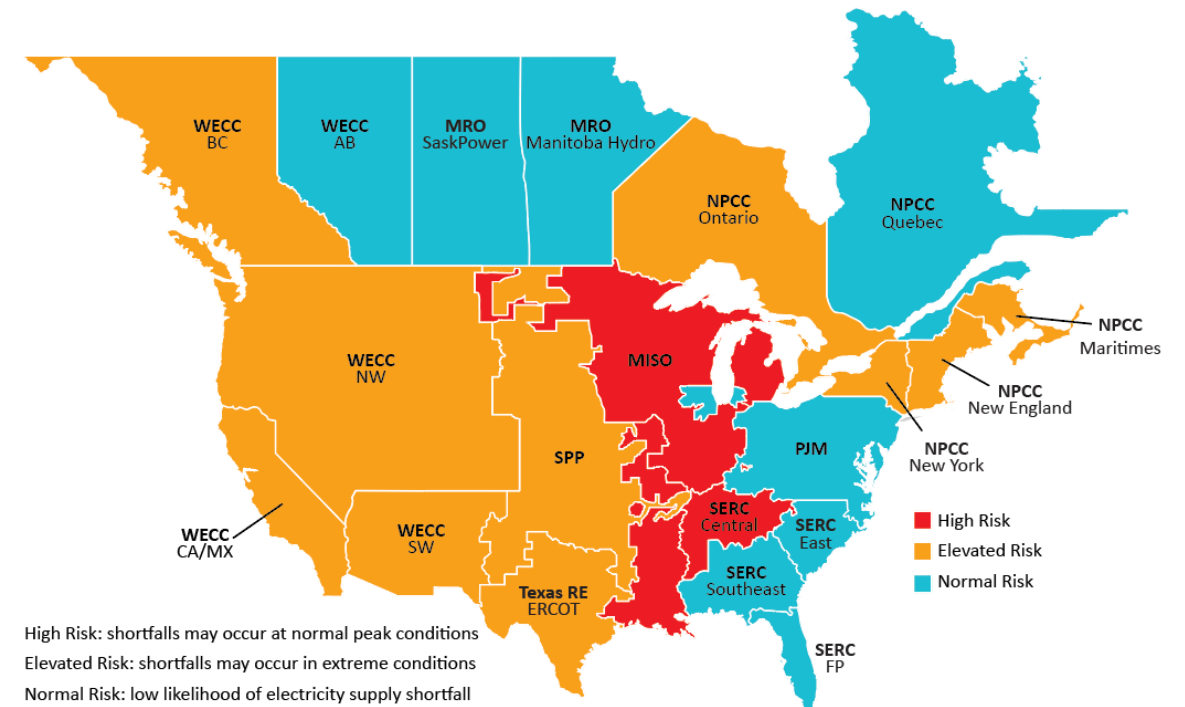 WECC
BC
WECC
AB
MRO
SaskPower
MRO
Manitoba Hydro
NPCC
Ontario
NPCC
Quebec
NPCC
Maritimes
WECC
NW
MISO
NPCC
New England
SPP
PJM
NPCC
New York
WECC
CA/MX
WECC
SW
SERC
Central
SERC
East
High Risk
Elevated Risk
Normal Risk
Texas RE
ERCOT
SERC
Southeast
SERC
FP
High Risk: shortfalls may occur at normal peak conditions
Elevated Risk: shortfalls may occur in extreme conditions
Normal Risk: low likelihood of electricity supply shortfall